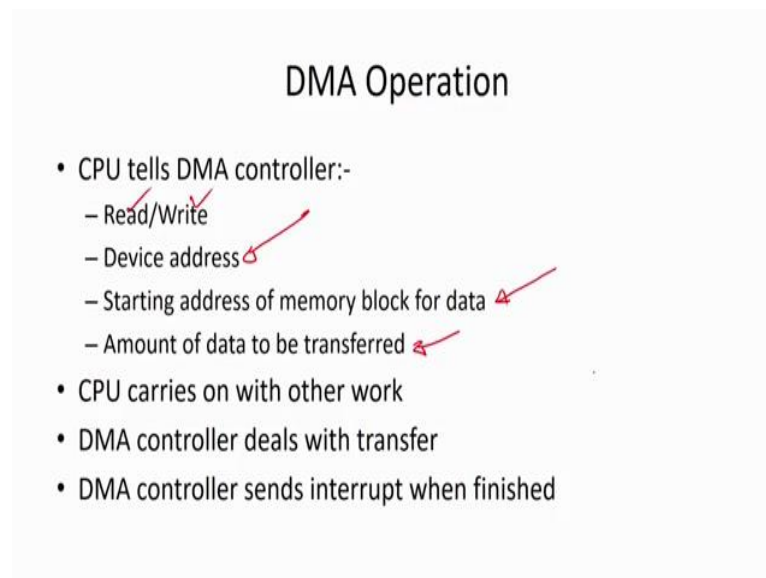 DMA Operation
• CPU tells DMA controller:-
– Read/Write
– Device address
– Starting address of memory block for data
– Amount of data to be transferred
• CPU carries on with other work
• DMA controller deals with transfer
• DMA controller sends interrupt when finished